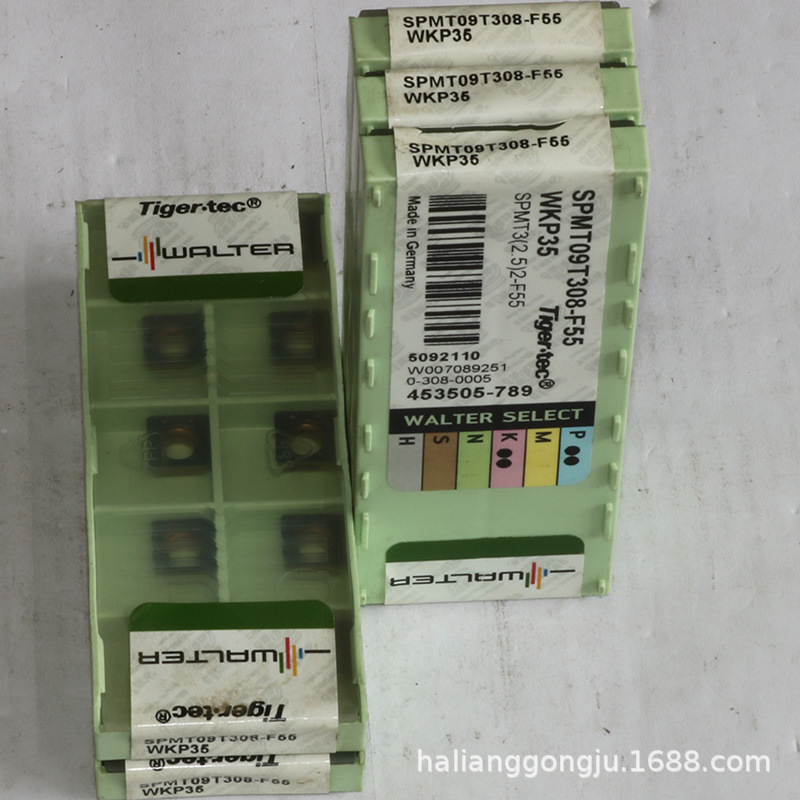 SPMT09T308-F55
WKP35
SPMT09T308-F55
WKP35
SPMT09T308-F55
WKP35
SPMT09T308-F55
WKP35
SPMT3(2.5)2-F55
Tiger·tec®
Made in Germany
5092110
W007089251
0-308-0005
453505-789
WALTER SELECT
P
M
K
N
S
H
WALTER
Tiger·tec®
WALTER
WALTER
Tiger·tec®
SPMT09T308-F55
WKP35
SPMT09T308-F55
WKP35
halianggongju.1688.com